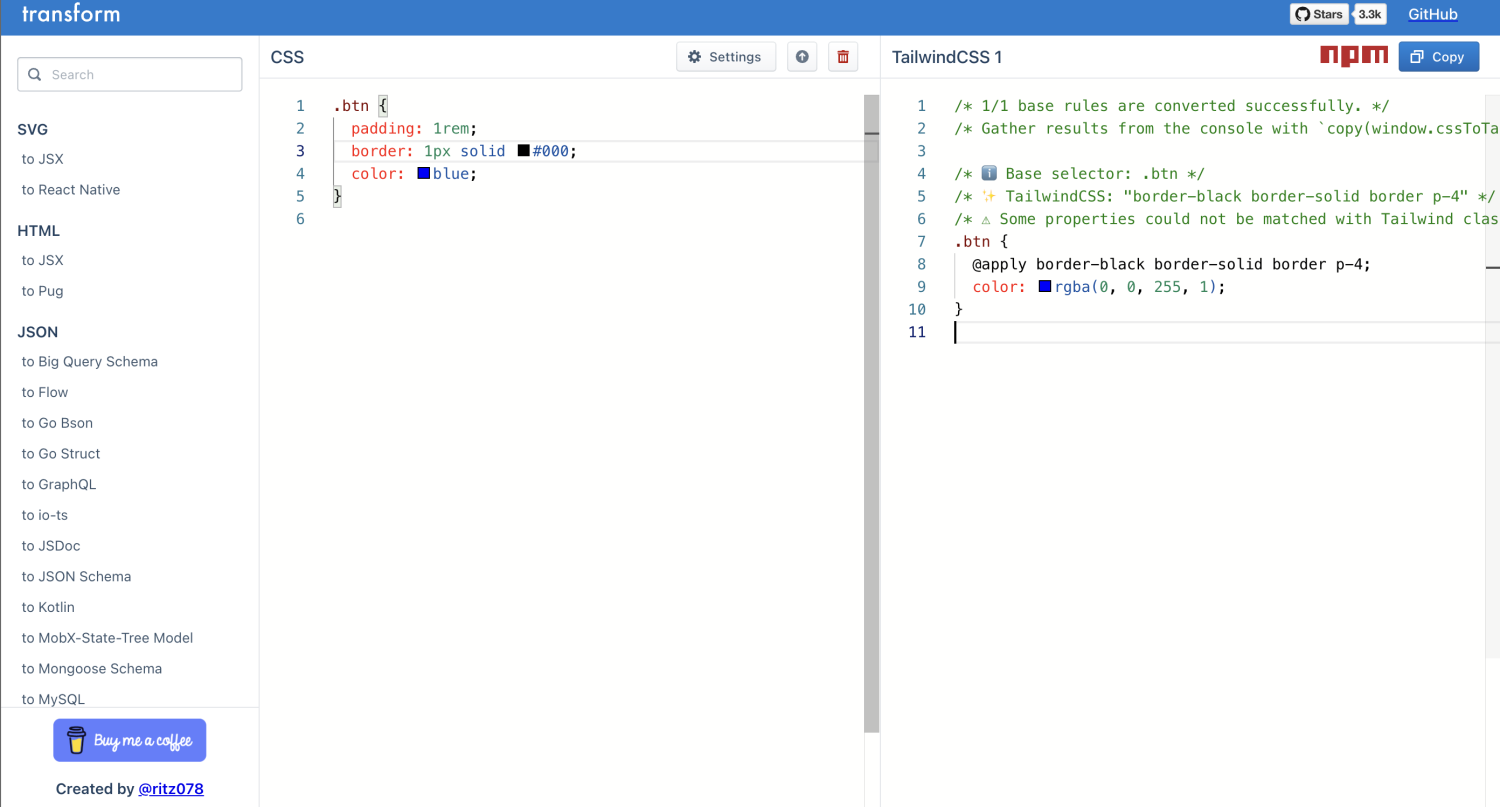 transform
Stars 3.3k GitHub
Search
SVG
to JSX
to React Native
HTML
to JSX
to Pug
JSON
to Big Query Schema
to Flow
to Go Bson
to Go Struct
to GraphQL
to io-ts
to JSDoc
to JSON Schema
to Kotlin
to MobX-State-Tree Model
to Mongoose Schema
to MySQL
Buy me a coffee
Created by @ritz078
CSS Settings
1 .btn {
2 padding: 1rem;
3 border: 1px solid #000;
4 color: blue;
5 }
6
TailwindCSS 1 npm Copy
1 /* 1/1 base rules are converted successfully. */
2 /* Gather results from the console with `copy(window.cssToTa
3
4 /* ℹ️ Base selector: .btn */
5 /* ✨ TailwindCSS: "border-black border-solid border p-4" */
6 /* ⚠ Some properties could not be matched with Tailwind clas
7 .btn {
8 @apply border-black border-solid border p-4;
9 color: rgba(0, 0, 255, 1);
10 }
11